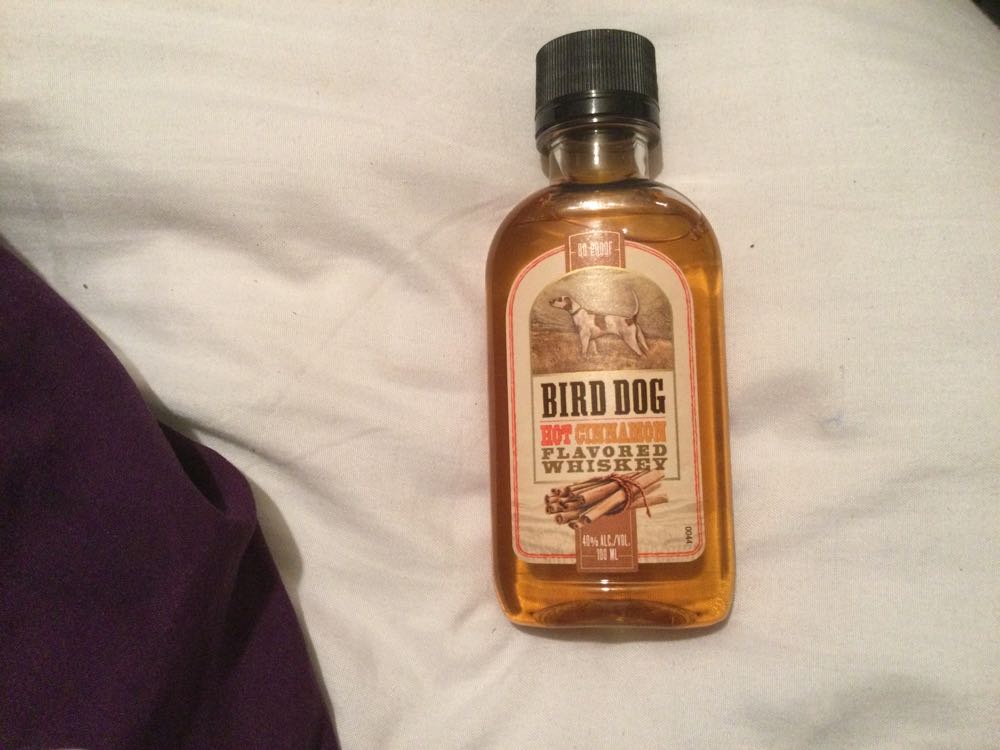 80 PROOF
BIRD DOG
HOT CINNAMON
FLAVORED
WHISKEY
40% ALC./VOL.
100 ML
0044